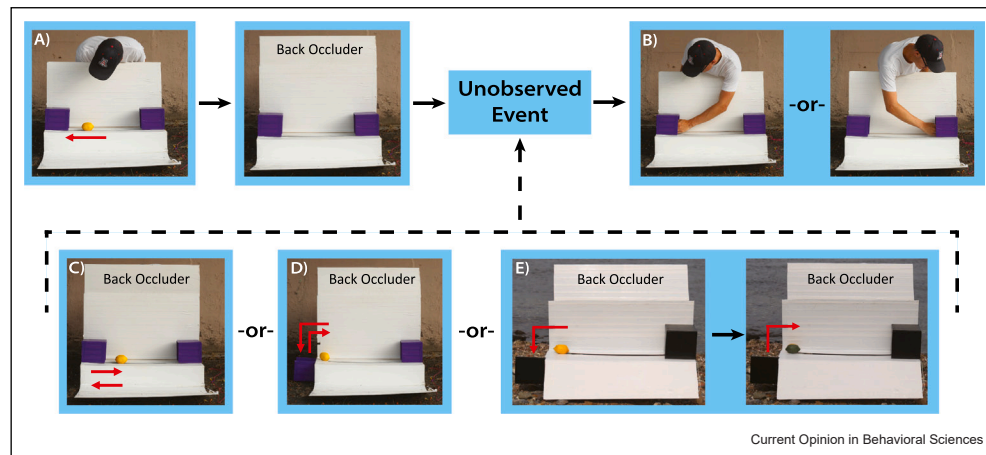 A)
Back Occluder
Unobserved
Event
B)
-or-
C)
Back Occluder
-or-
D)
Back Occluder
-or-
E)
Back Occluder
Back Occluder
Current Opinion in Behavioral Sciences